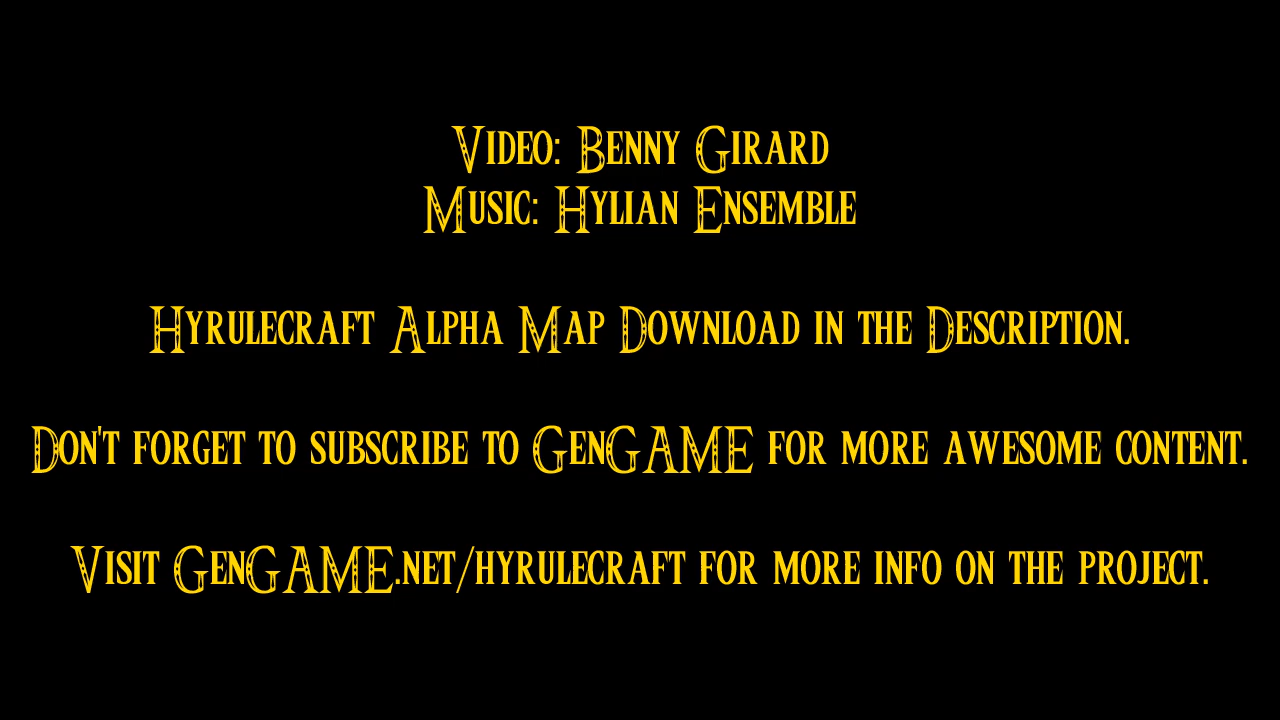 Video: Benny Girard
Music: Hylian Ensemble
Hyrulecraft Alpha Map Download in the Description.
Don't forget to subscribe to GenGAME for more awesome content.
Visit GenGAME.net/hyrulecraft for more info on the project.